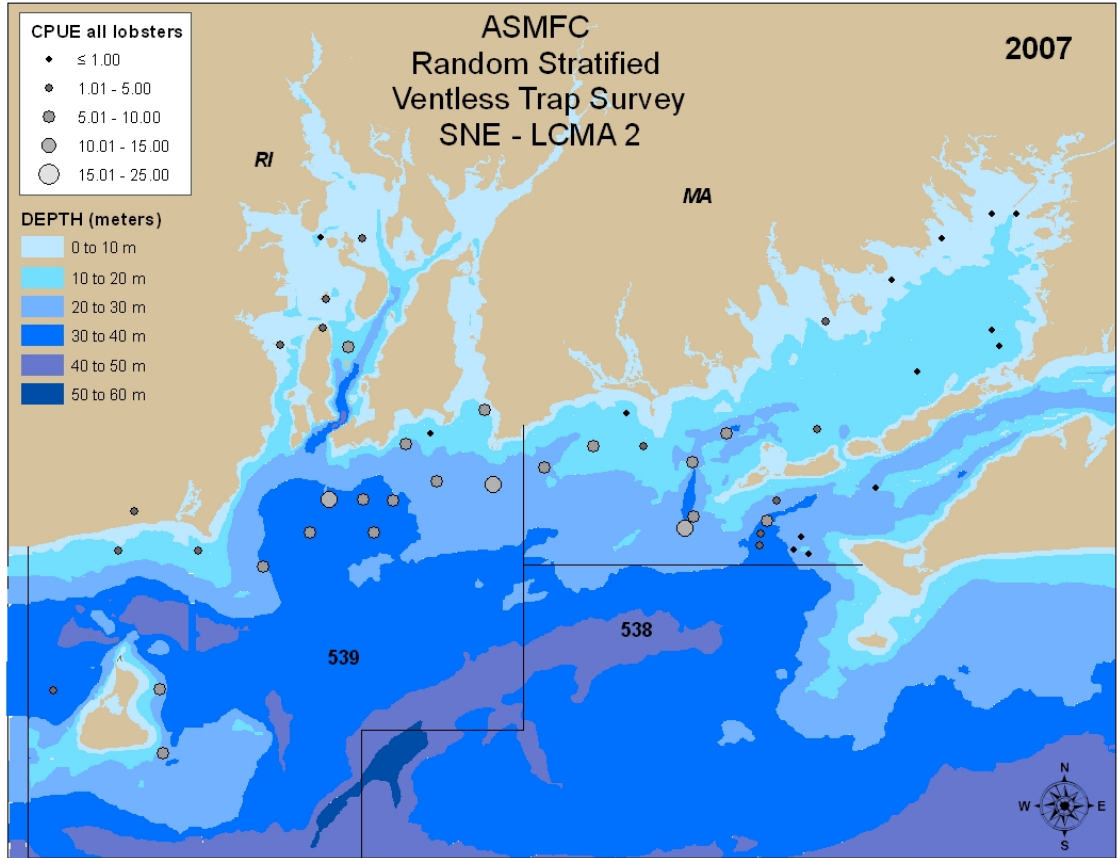 CPUE all lobsters
≤ 1.00
1.01 - 5.00
5.01 - 10.00
10.01 - 15.00
15.01 - 25.00
ASMFC
Random Stratified
Ventless Trap Survey
SNE - LCMA 2
2007
RI
MA
DEPTH (meters)
0 to 10 m
10 to 20 m
20 to 30 m
30 to 40 m
40 to 50 m
50 to 60 m
539
538
N
W
E
S